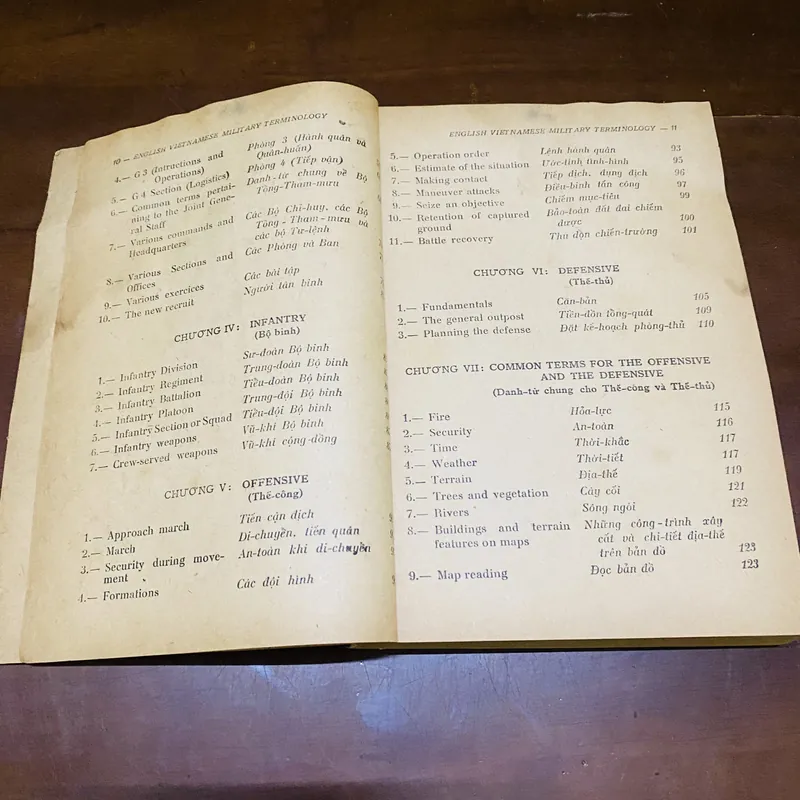 10 — ENGLISH VIETNAMESE MILITARY TERMINOLOGY
4.— G 3 (Intructions and Operations) Phòng 3 (Hành quân và Quân-huấn)
5.— G 4 Section (Logistics) Phòng 4 (Tiếp vận)
6.— Common terms pertai- Danh-từ chung về Bộ
ning to the Joint Gene- Tổng-Tham-mưu
ral Staff
7.— Various commands and Các Bộ Chỉ-huy, các Bộ
Headquarters Tổng - Tham - mưu và
các bộ Tư-lệnh
8.— Various Sections and Các Phòng và Ban
Offices
9.— Various exercices Các bài tập
10.— The new recruit Người tân binh
CHƯƠNG IV: INFANTRY
(Bộ binh)
1.— Infantry Division Sư-đoàn Bộ binh
2.— Infantry Regiment Trung-đoàn Bộ binh
3.— Infantry Battalion Tiểu-đoàn Bộ binh
4.— Infantry Platoon Trung-đội Bộ binh
5.— Infantry Section or Squad Tiểu-đội Bộ binh
6.— Infantry weapons Vũ-khí Bộ binh
7.— Crew-served weapons Vũ-khí cộng-đồng
CHƯƠNG V: OFFENSIVE
(Thế-công)
1.— Approach march Tiến cận địch
2.— March Di-chuyển, tiến quân
3.— Security during move- An-toàn khi di-chuyển
ment
4.— Formations Các đội hình
ENGLISH VIETNAMESE MILITARY TERMINOLOGY — 11
5.— Operation order Lệnh hành quân 93
6.— Estimate of the situation Ước-tính tình-hình 95
7.— Making contact Tiếp địch, đụng địch 96
8.— Maneuver attacks Điều-binh tấn công 97
9.— Seize an objective Chiếm mục-tiêu 99
10.— Retention of captured Bảo-toàn đất đai chiếm
ground được 100
11.— Battle recovery Thu dọn chiến-trường 101
CHƯƠNG VI: DEFENSIVE
(Thế-thủ)
1.— Fundamentals Căn-bản 105
2.— The general outpost Tiền-đồn tổng-quát 109
3.— Planning the defense Đặt kế-hoạch phòng-thủ 110
CHƯƠNG VII: COMMON TERMS FOR THE OFFENSIVE
AND THE DEFENSIVE
(Danh-từ chung cho Thế-công và Thế-thủ)
1.— Fire Hỏa-lực 115
2.— Security An-toàn 116
3.— Time Thời-khắc 117
4.— Weather Thời-tiết 117
5.— Terrain Địa-thế 119
6.— Trees and vegetation Cây cối 121
7.— Rivers Sông ngòi 122
8.— Buildings and terrain Những công-trình xây
features on maps cất và chi-tiết địa-thế
trên bản đồ 123
9.— Map reading Đọc bản đồ 123